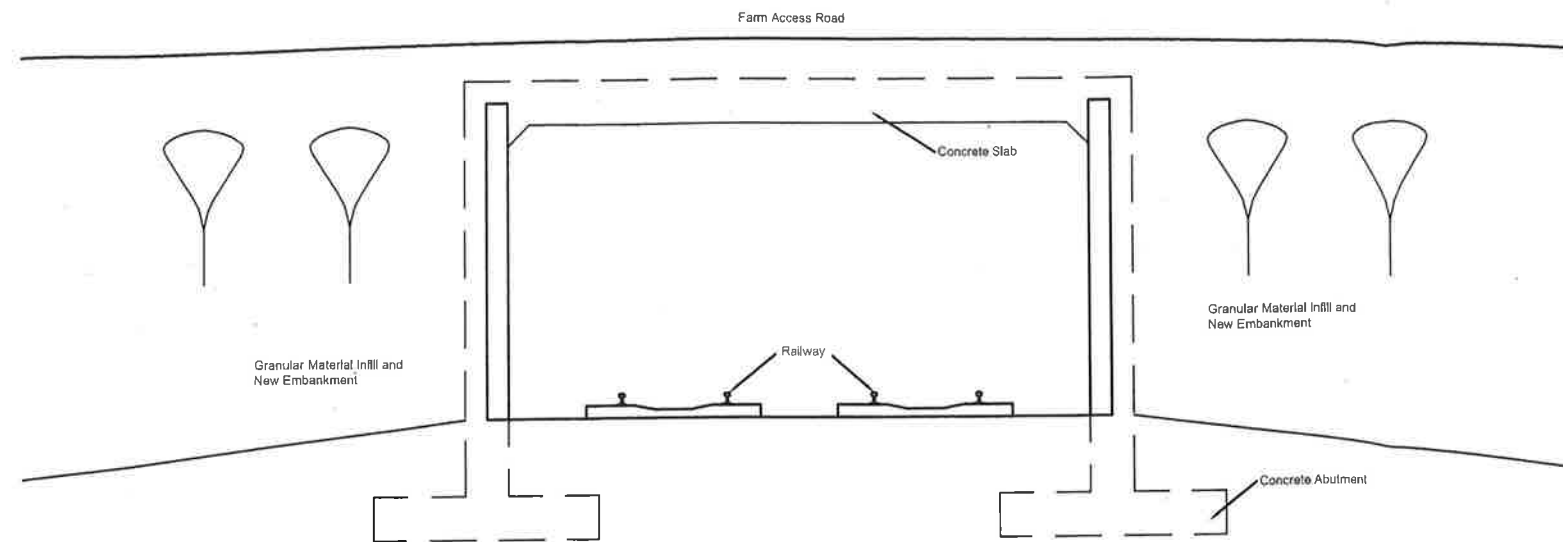 Farm Access Road
Concrete Slab
Granular Material Infill and
New Embankment
Railway
Granular Material Infill and
New Embankment
Concrete Abutment